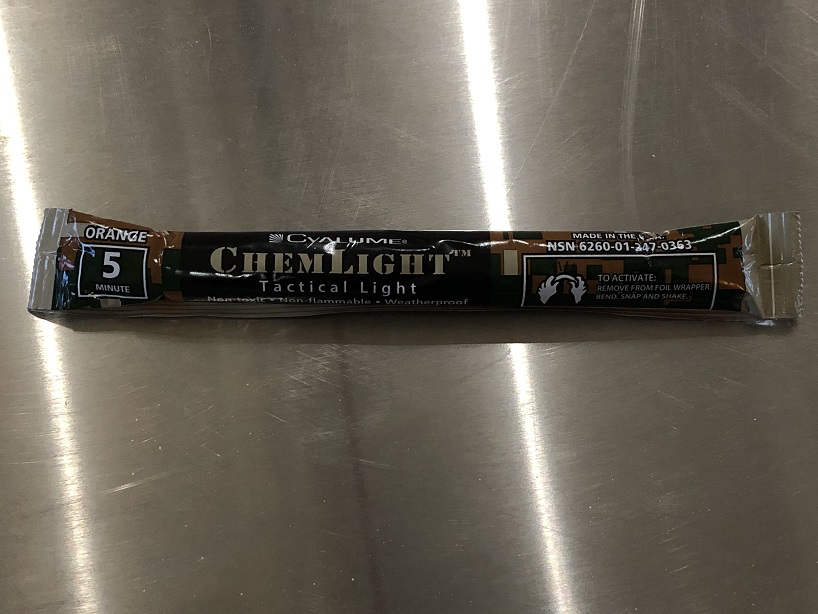 ORANGE
5
MINUTE
CYALUME®
CHEMLIGHT™
Tactical Light
Non-toxic • Non-flammable • Weatherproof
MADE IN THE
NSN 6260-01-247-0363
TO ACTIVATE:
REMOVE FROM FOIL WRAPPER.
BEND, SNAP AND SHAKE.